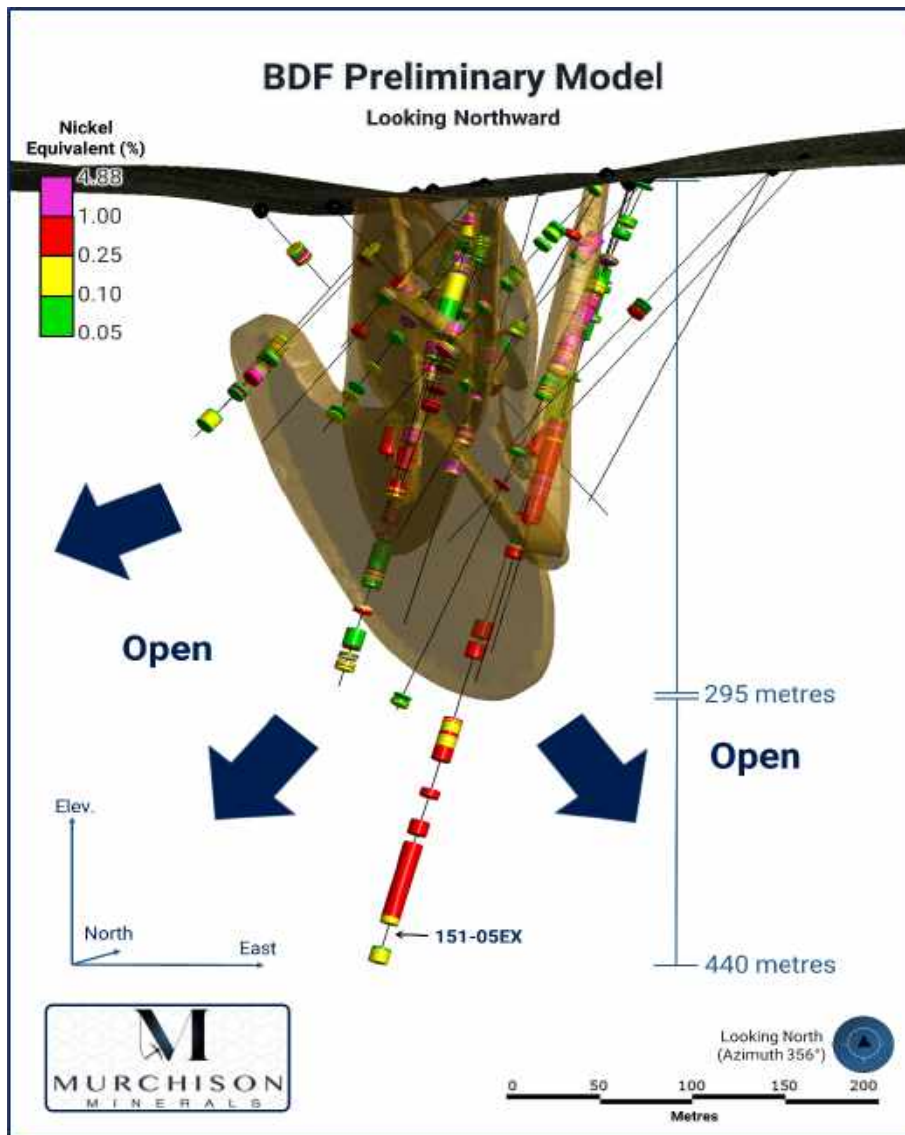 BDF Preliminary Model
Looking Northward
Nickel
Equivalent (%)
4.88
1.00
0.25
0.10
0.05
Open
295 metres
Open
Elev.
North
East
151-05EX
440 metres
MURCHISON
MINERALS
Looking North
(Azimuth 356°)
0 50 100 150 200
Metres